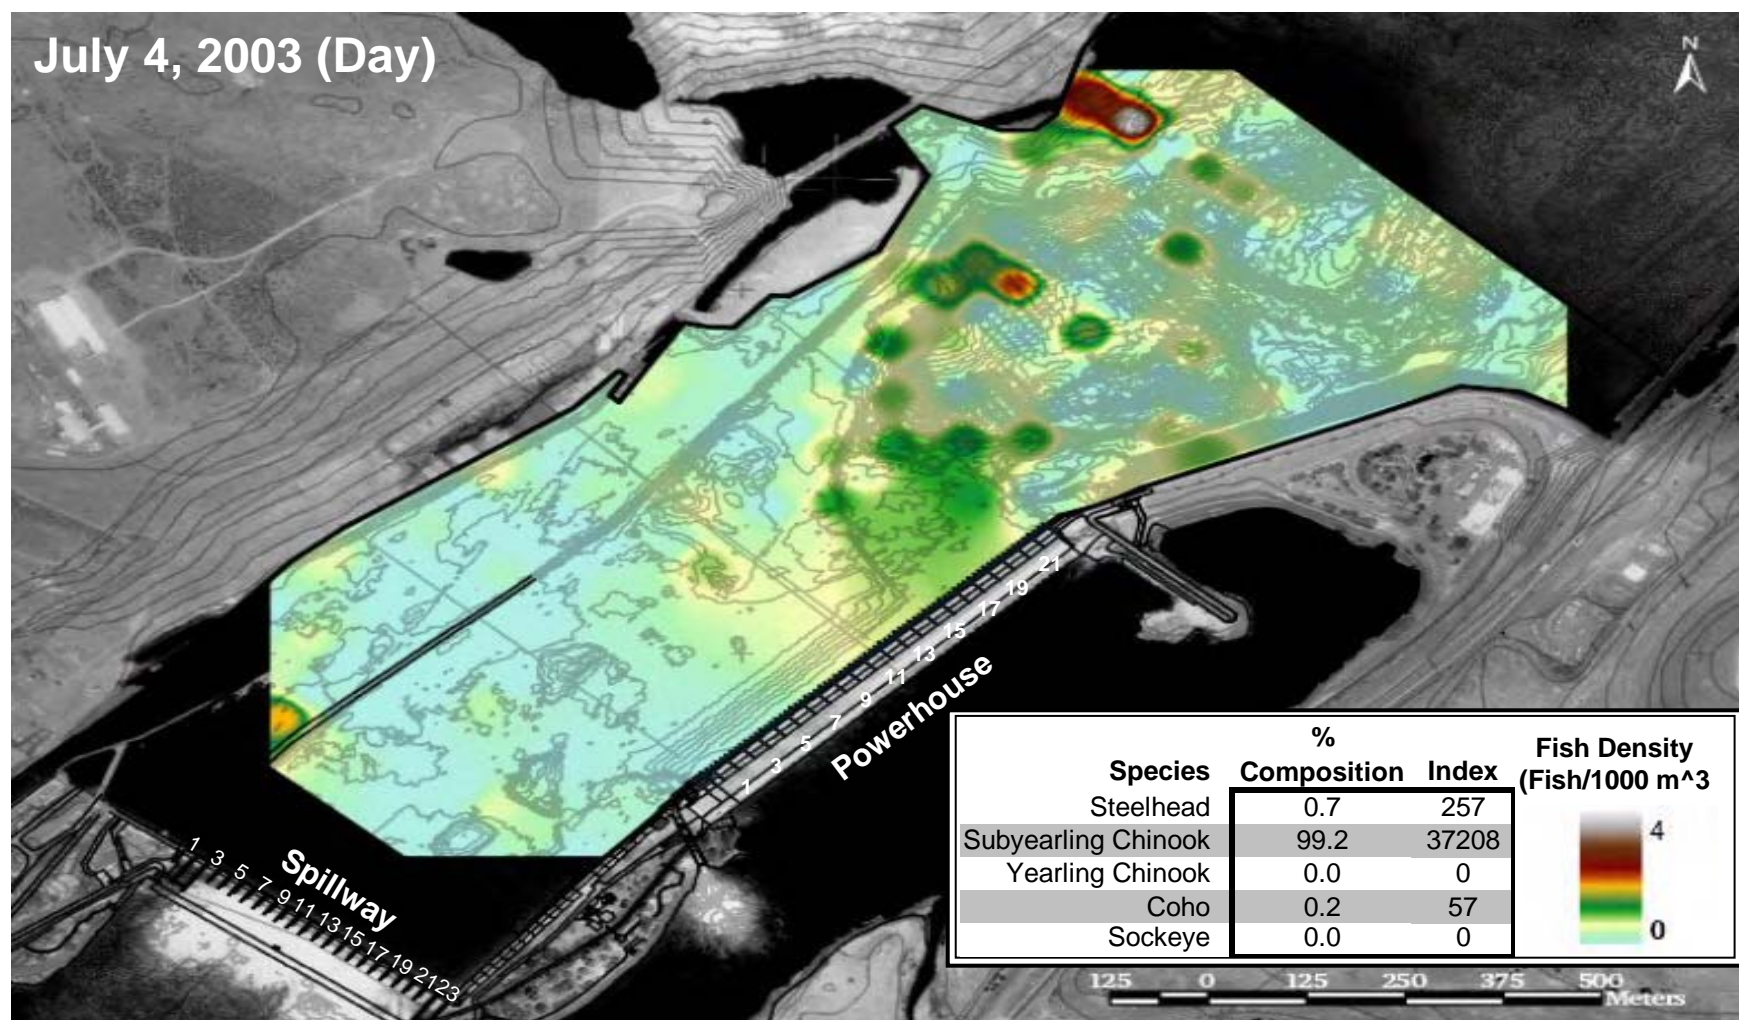 July 4, 2003 (Day)
N
21
19
17
15
13
11
9
7
5
3
1
Powerhouse
Spillway
1 3 5 7 9 11 13 15 17 19 21 23
Species % Composition Index
Steelhead 0.7 257
Subyearling Chinook 99.2 37208
Yearling Chinook 0.0 0
Coho 0.2 57
Sockeye 0.0 0
Fish Density
(Fish/1000 m^3
4
0
125 0 125 250 375 500
Meters